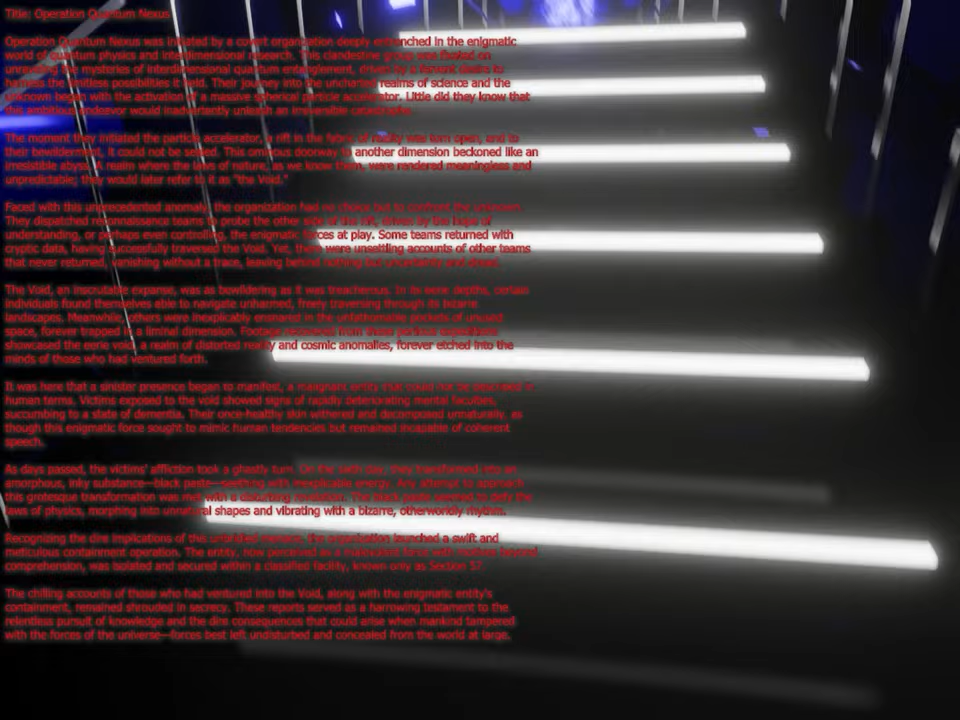 Title: Operation Quantum Nexus
Operation Quantum Nexus was initiated by a covert organization deeply entrenched in the enigmatic
world of quantum physics and interdimensional research. This clandestine group was fixated on
unraveling the mysteries of interdimensional quantum entanglement, driven by a fervent desire to
harness the limitless possibilities it held. Their journey into the uncharted realms of science and the
unknown began with the activation of a massive spherical particle accelerator. Little did they know that
this ambitious endeavor would inadvertently unleash an irreversible catastrophe.
The moment they initiated the particle accelerator, a rift in the fabric of reality was torn open, and to
their bewilderment, it could not be sealed. This ominous doorway to another dimension beckoned like an
irresistible abyss. A realm where the laws of nature, as we know them, were rendered meaningless and
unpredictable; they would later refer to it as "the Void."
Faced with this unprecedented anomaly, the organization had no choice but to confront the unknown.
They dispatched reconnaissance teams to probe the other side of the rift, driven by the hope of
understanding, or perhaps even controlling, the enigmatic forces at play. Some teams returned with
cryptic data, having successfully traversed the Void. Yet, there were unsettling accounts of other teams
that never returned, vanishing without a trace, leaving behind nothing but uncertainty and dread.
The Void, an inscrutable expanse, was as bewildering as it was treacherous. In its eerie depths, certain
individuals found themselves able to navigate unharmed, freely traversing through its bizarre
landscapes. Meanwhile, others were inexplicably ensnared in the unfathomable pockets of unused
space, forever trapped in a liminal dimension. Footage recovered from these perilous expeditions
showcased the eerie void, a realm of distorted reality and cosmic anomalies, forever etched into the
minds of those who had ventured forth.
It was here that a sinister presence began to manifest, a malignant entity that could not be described in
human terms. Victims exposed to the void showed signs of rapidly deteriorating mental faculties,
succumbing to a state of dementia. Their once-healthy skin withered and decomposed unnaturally, as
though this enigmatic force sought to mimic human tendencies but remained incapable of coherent
speech.
As days passed, the victims' affliction took a ghastly turn. On the tenth day, they transformed into an
amorphous, inky substance—black paste—seething with inexplicable energy. Any attempt to approach
this grotesque transformation was met with a disturbing revelation. The black paste seemed to defy the
laws of physics, morphing into unnatural shapes and vibrating with a bizarre, otherworldly rhythm.
Recognizing the dire implications of this unbridled menace, the organization launched a swift and
meticulous containment operation. The entity, now perceived as a malevolent force with motives beyond
comprehension, was isolated and secured within a classified facility, known only as Section 57.
The chilling accounts of those who had ventured into the Void, along with the enigmatic entity's
containment, remained shrouded in secrecy. These reports served as a harrowing testament to the
relentless pursuit of knowledge and the dire consequences that could arise when mankind tampered
with the forces of the universe—forces best left undisturbed and concealed from the world at large.